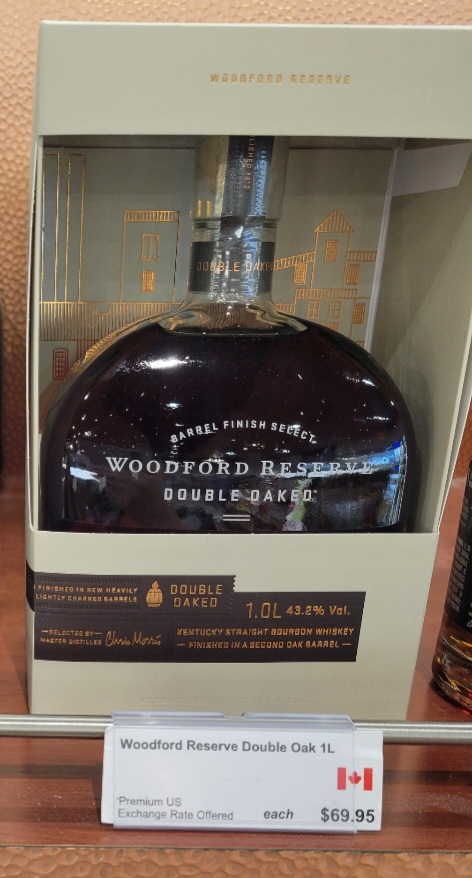 WOODFORD RESERVE
DOUBLE OAKED
BARREL FINISH SELECT
WOODFORD RESERVE
DOUBLE OAKED
FINISHED IN NEW HEAVILY
LIGHTLY CHARRED BARRELS
DOUBLE
OAKED
1.0L 43.2% Vol.
SELECTED BY
MASTER DISTILLER Chris Morris
KENTUCKY STRAIGHT BOURBON WHISKEY
— FINISHED IN A SECOND OAK BARREL —
Woodford Reserve Double Oak 1L
*Premium US
Exchange Rate Offered each $69.95